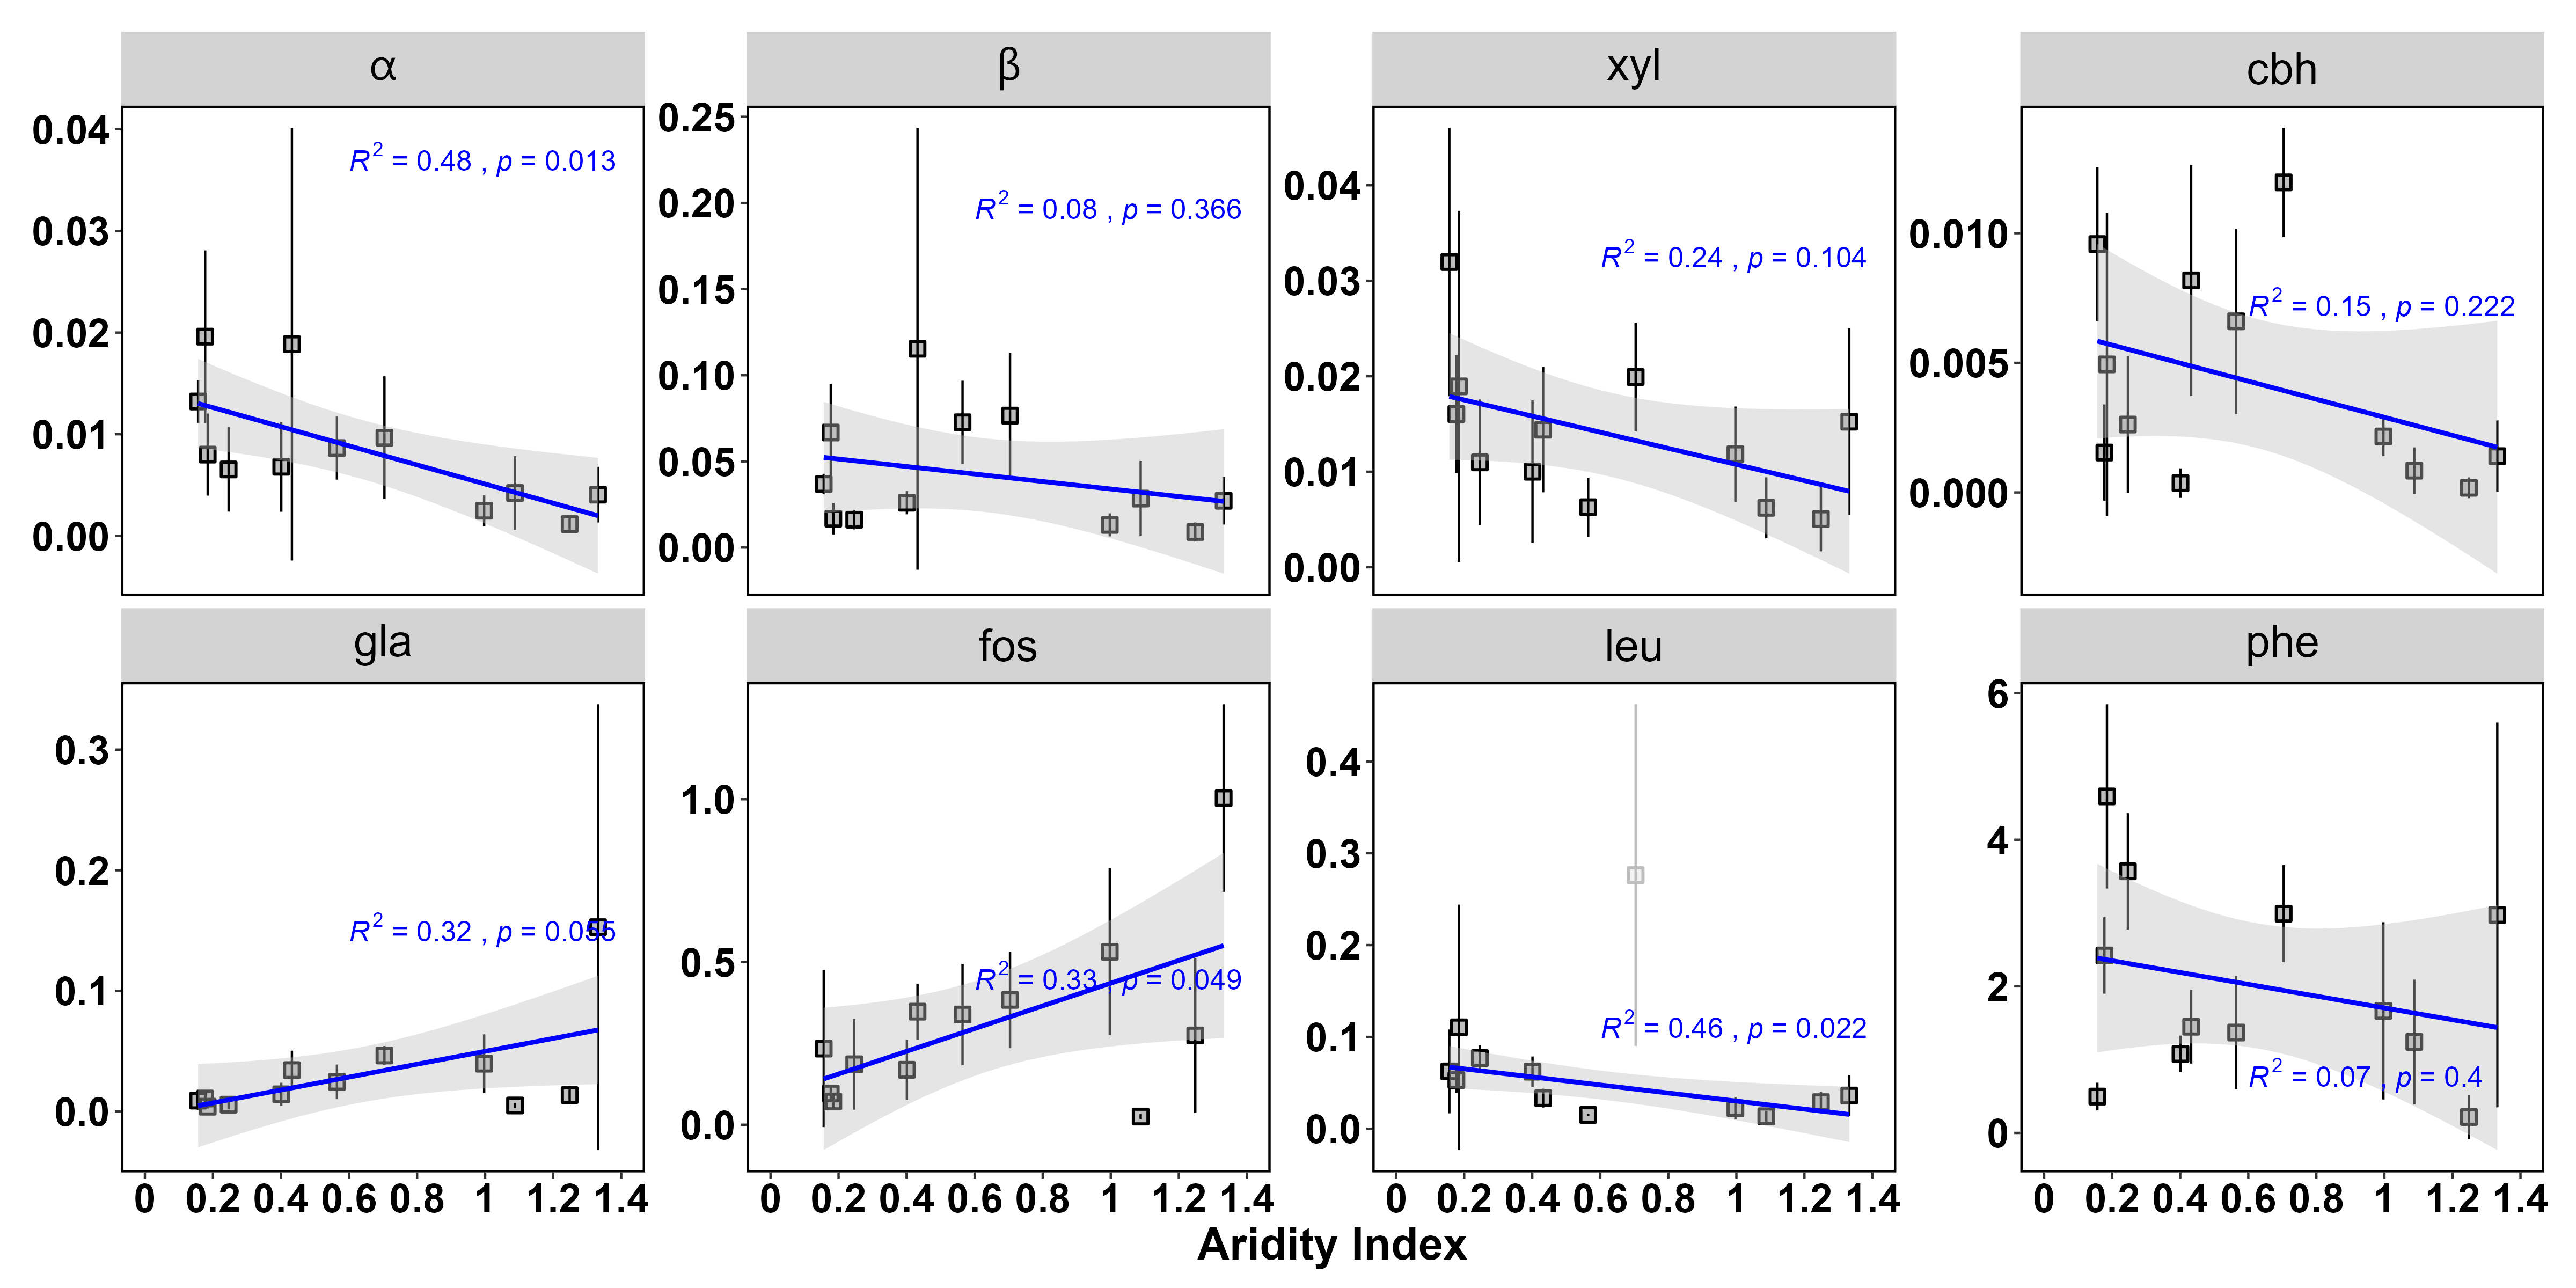 α β xyl cbh
0.04
0.03
0.02
0.01
0.00
R² = 0.48 , p = 0.013
0.25
0.20
0.15
0.10
0.05
0.00
R² = 0.08 , p = 0.366
0.04
0.03
0.02
0.01
0.00
R² = 0.24 , p = 0.104
0.010
0.005
0.000
R² = 0.15 , p = 0.222
gla fos leu phe
0.3
0.2
0.1
0.0
R² = 0.32 , p = 0.055
1.0
0.5
0.0
R² = 0.33 , p = 0.049
0.4
0.3
0.2
0.1
0.0
R² = 0.46 , p = 0.022
6
4
2
0
R² = 0.07 , p = 0.4
0 0.2 0.4 0.6 0.8 1 1.2 1.4 0 0.2 0.4 0.6 0.8 1 1.2 1.4 0 0.2 0.4 0.6 0.8 1 1.2 1.4 0 0.2 0.4 0.6 0.8 1 1.2 1.4
Aridity Index